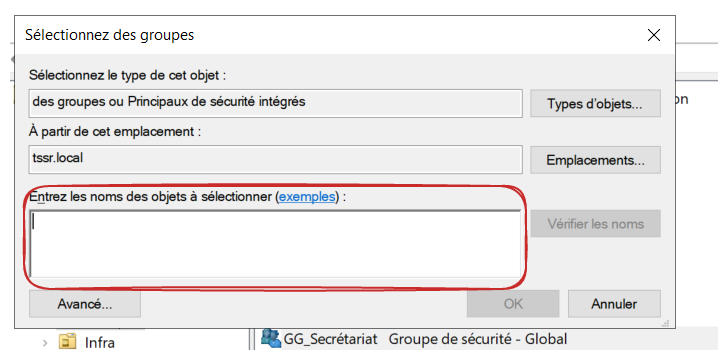 Sélectionnez des groupes
Sélectionnez le type de cet objet :
des groupes ou Principaux de sécurité intégrés
Types d'objets...
À partir de cet emplacement :
tssr.local
Emplacements...
Entrez les noms des objets à sélectionner (exemples) :
Vérifier les noms
Avancé...
OK
Annuler
Infra
GG_Secrétariat Groupe de sécurité - Global